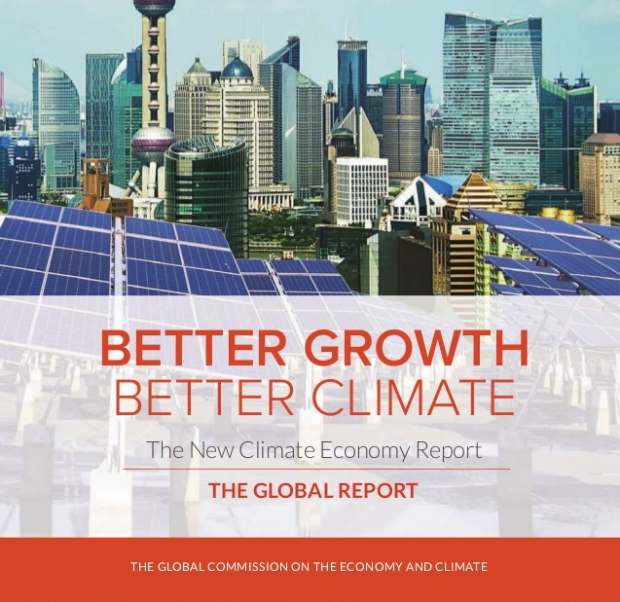 BETTER GROWTH
BETTER CLIMATE
The New Climate Economy Report
THE GLOBAL REPORT
THE GLOBAL COMMISSION ON THE ECONOMY AND CLIMATE